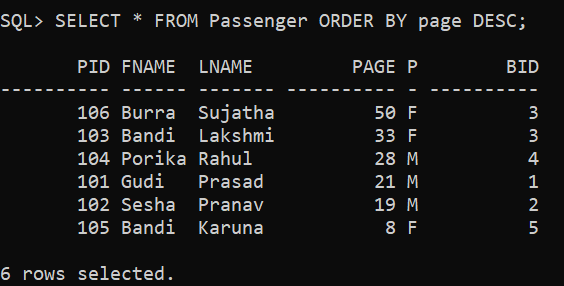 SQL> SELECT * FROM Passenger ORDER BY page DESC;
       PID FNAME  LNAME         PAGE P        BID
---------- ------ ------- ---------- - ----------
       106 Burra  Sujatha         50 F          3
       103 Bandi  Lakshmi         33 F          3
       104 Porika Rahul           28 M          4
       101 Gudi   Prasad          21 M          1
       102 Sesha  Pranav          19 M          2
       105 Bandi  Karuna           8 F          5
6 rows selected.